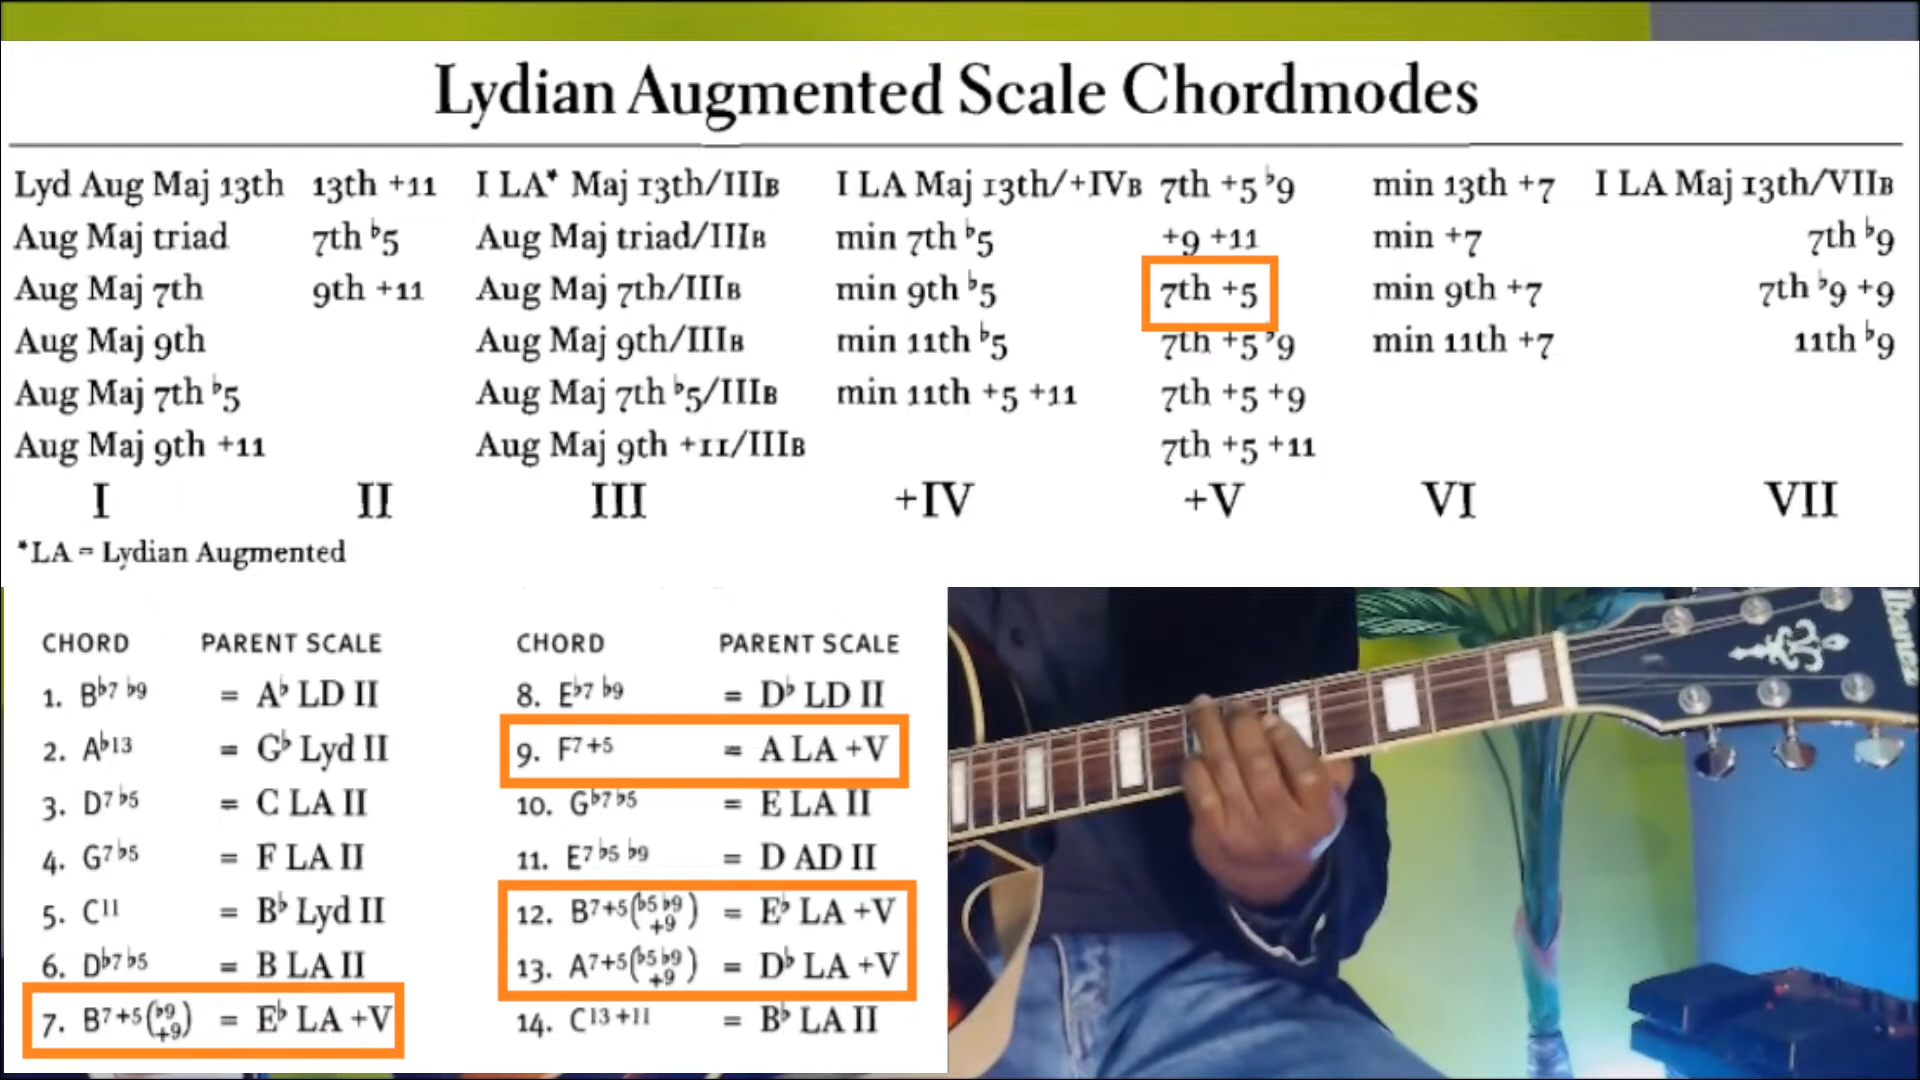 Lydian Augmented Scale Chordmodes
Lyd Aug Maj 13th 13th +11 I LA* Maj 13th/IIIB I LA Maj 13th/+IVB 7th +5 ♭9 min 13th +7 I LA Maj 13th/VIIB
Aug Maj triad 7th ♭5 Aug Maj triad/IIIB min 7th ♭5 +9 +11 min +7 7th ♭9
Aug Maj 7th 9th +11 Aug Maj 7th/IIIB min 9th ♭5 7th +5 min 9th +7 7th ♭9 +9
Aug Maj 9th Aug Maj 9th/IIIB min 11th ♭5 7th +5 ♭9 min 11th +7 11th ♭9
Aug Maj 7th ♭5 Aug Maj 7th ♭5/IIIB min 11th +5 +11 7th +5 +9
Aug Maj 9th +11 Aug Maj 9th +11/IIIB 7th +5 +11
I II III +IV +V VI VII
*LA = Lydian Augmented
CHORD PARENT SCALE
1. B♭7 ♭9 = A♭ LD II
2. A♭13 = G♭ Lyd II
3. D7 ♭5 = C LA II
4. G7 ♭5 = F LA II
5. C11 = B♭ Lyd II
6. D♭7 ♭5 = B LA II
7. B7+5(♭9 +9) = E♭ LA +V
CHORD PARENT SCALE
8. E♭7 ♭9 = D♭ LD II
9. F7+5 = A LA +V
10. G♭7 ♭5 = E LA II
11. E7 ♭5 ♭9 = D AD II
12. B7+5(♭5 ♭9 +9) = E♭ LA +V
13. A7+5(♭5 ♭9 +9) = D♭ LA +V
14. C13 +11 = B♭ LA II
Ibanez